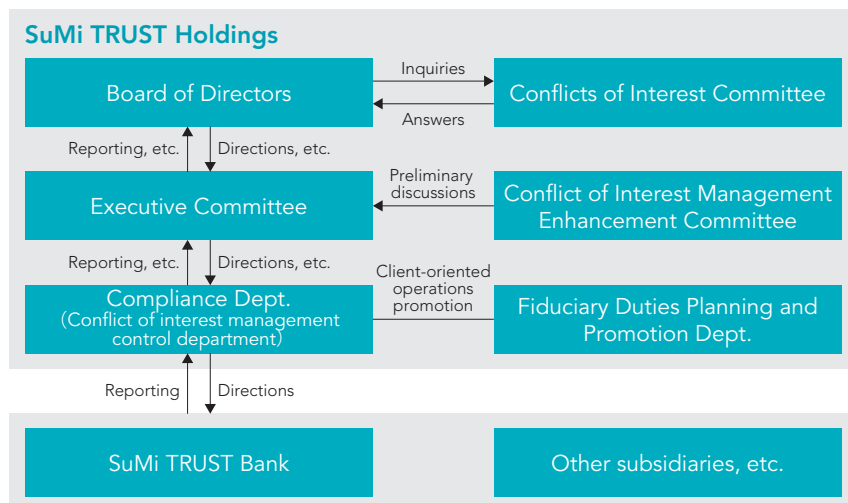 SuMi TRUST Holdings
Board of Directors
Inquiries
Answers
Conflicts of Interest Committee
Reporting, etc.
Directions, etc.
Executive Committee
Preliminary
discussions
Conflict of Interest Management
Enhancement Committee
Reporting, etc.
Directions, etc.
Compliance Dept.
(Conflict of interest management
control department)
Client-oriented
operations
promotion
Fiduciary Duties Planning and
Promotion Dept.
Reporting
Directions
SuMi TRUST Bank
Other subsidiaries, etc.